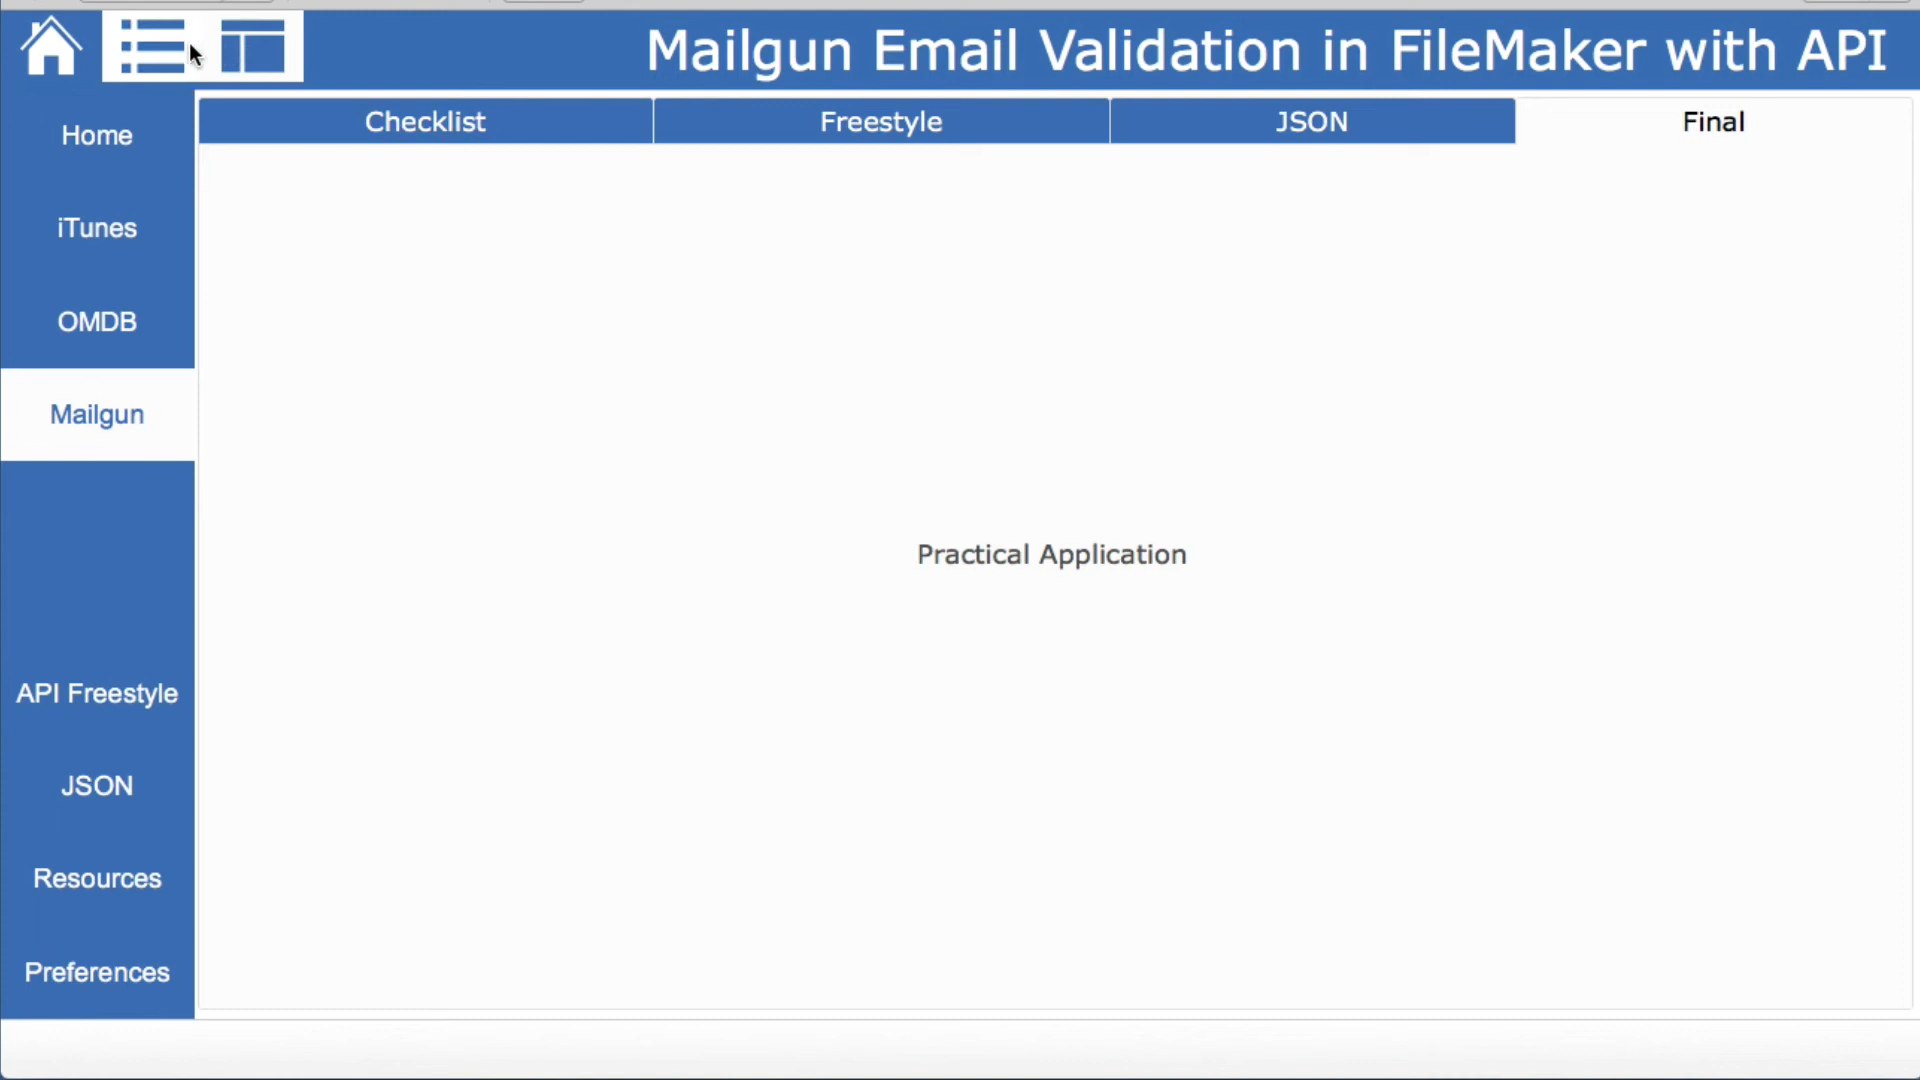 Mailgun Email Validation in FileMaker with API
Checklist
Freestyle
JSON
Final
Home
iTunes
OMDB
Mailgun
API Freestyle
JSON
Resources
Preferences
Practical Application